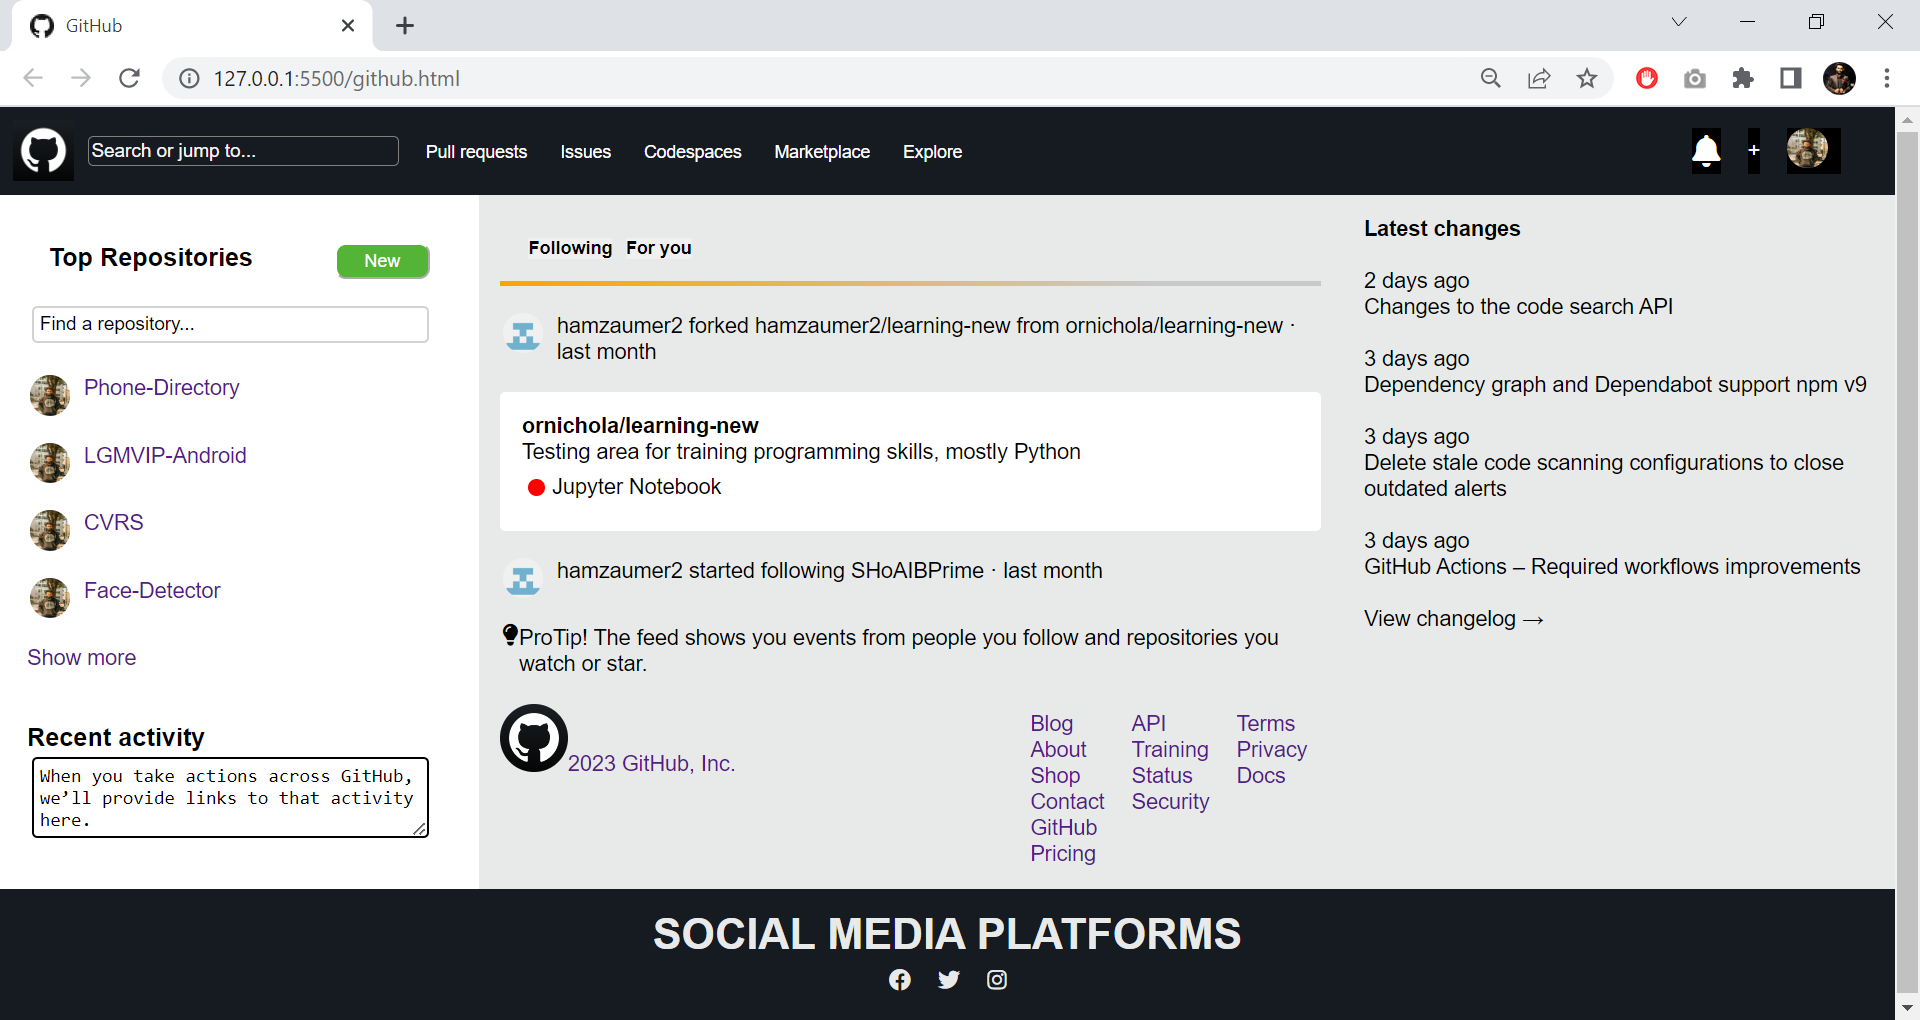 GitHub
127.0.0.1:5500/github.html
Search or jump to...
Pull requests
Issues
Codespaces
Marketplace
Explore
+
Top Repositories
New
Find a repository...
Phone-Directory
LGMVIP-Android
CVRS
Face-Detector
Show more
Recent activity
When you take actions across GitHub,
we’ll provide links to that activity
here.
Following For you
hamzaumer2 forked hamzaumer2/learning-new from ornichola/learning-new ·
last month
ornichola/learning-new
Testing area for training programming skills, mostly Python
Jupyter Notebook
hamzaumer2 started following SHoAIBPrime · last month
ProTip! The feed shows you events from people you follow and repositories you
watch or star.
2023 GitHub, Inc.
Blog
About
Shop
Contact
GitHub
Pricing
API
Training
Status
Security
Terms
Privacy
Docs
Latest changes
2 days ago
Changes to the code search API
3 days ago
Dependency graph and Dependabot support npm v9
3 days ago
Delete stale code scanning configurations to close
outdated alerts
3 days ago
GitHub Actions – Required workflows improvements
View changelog →
SOCIAL MEDIA PLATFORMS